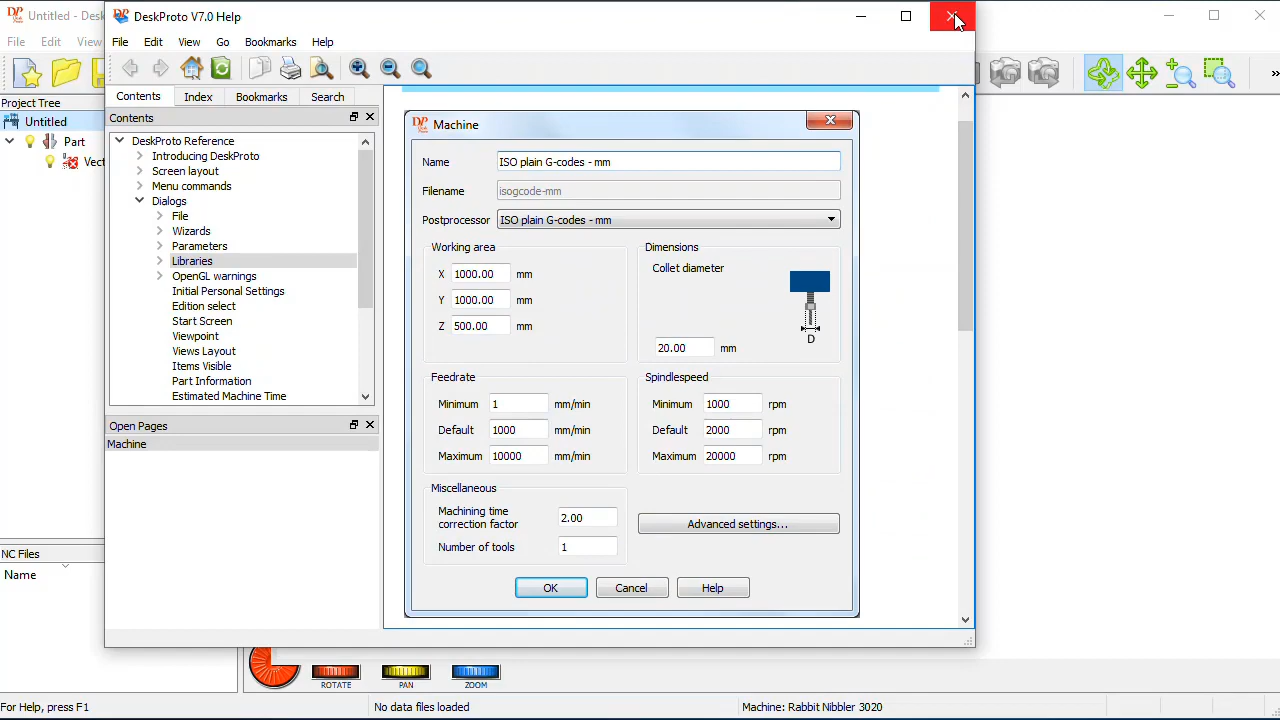 Untitled - Desk
File Edit View
DeskProto V7.0 Help
File Edit View Go Bookmarks Help
Project Tree
Untitled
Part
Vect
Contents Index Bookmarks Search
Contents
DeskProto Reference
Introducing DeskProto
Screen layout
Menu commands
Dialogs
File
Wizards
Parameters
Libraries
OpenGL warnings
Initial Personal Settings
Edition select
Start Screen
Viewpoint
Views Layout
Items Visible
Part Information
Estimated Machine Time
Open Pages
Machine
Machine
Name ISO plain G-codes - mm
Filename isogcode-mm
Postprocessor ISO plain G-codes - mm
Working area
X 1000.00 mm
Y 1000.00 mm
Z 500.00 mm
Dimensions
Collet diameter
D
20.00 mm
Feedrate
Minimum 1 mm/min
Default 1000 mm/min
Maximum 10000 mm/min
Spindlespeed
Minimum 1000 rpm
Default 2000 rpm
Maximum 20000 rpm
Miscellaneous
Machining time
correction factor 2.00
Number of tools 1
Advanced settings...
OK Cancel Help
NC Files
Name
ROTATE PAN ZOOM
For Help, press F1 No data files loaded Machine: Rabbit Nibbler 3020